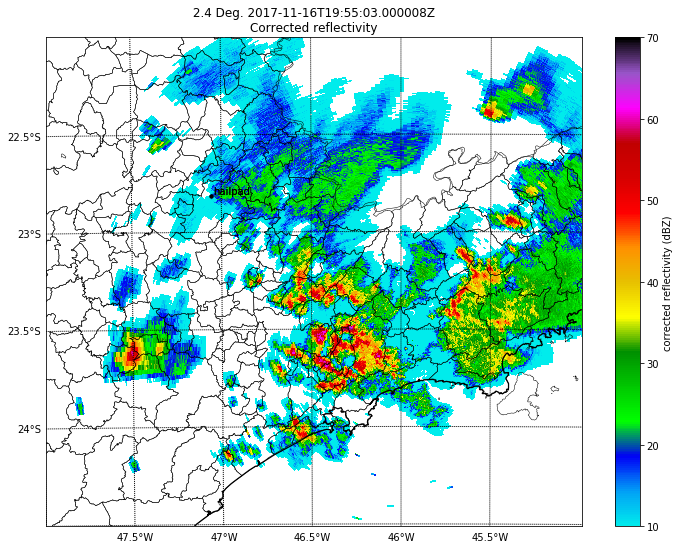 2.4 Deg. 2017-11-16T19:55:03.000008Z
Corrected reflectivity
70
60
50
40
30
20
10
corrected reflectivity (dBZ)
22.5°S
23°S
23.5°S
24°S
hailpad
47.5°W
47°W
46.5°W
46°W
45.5°W